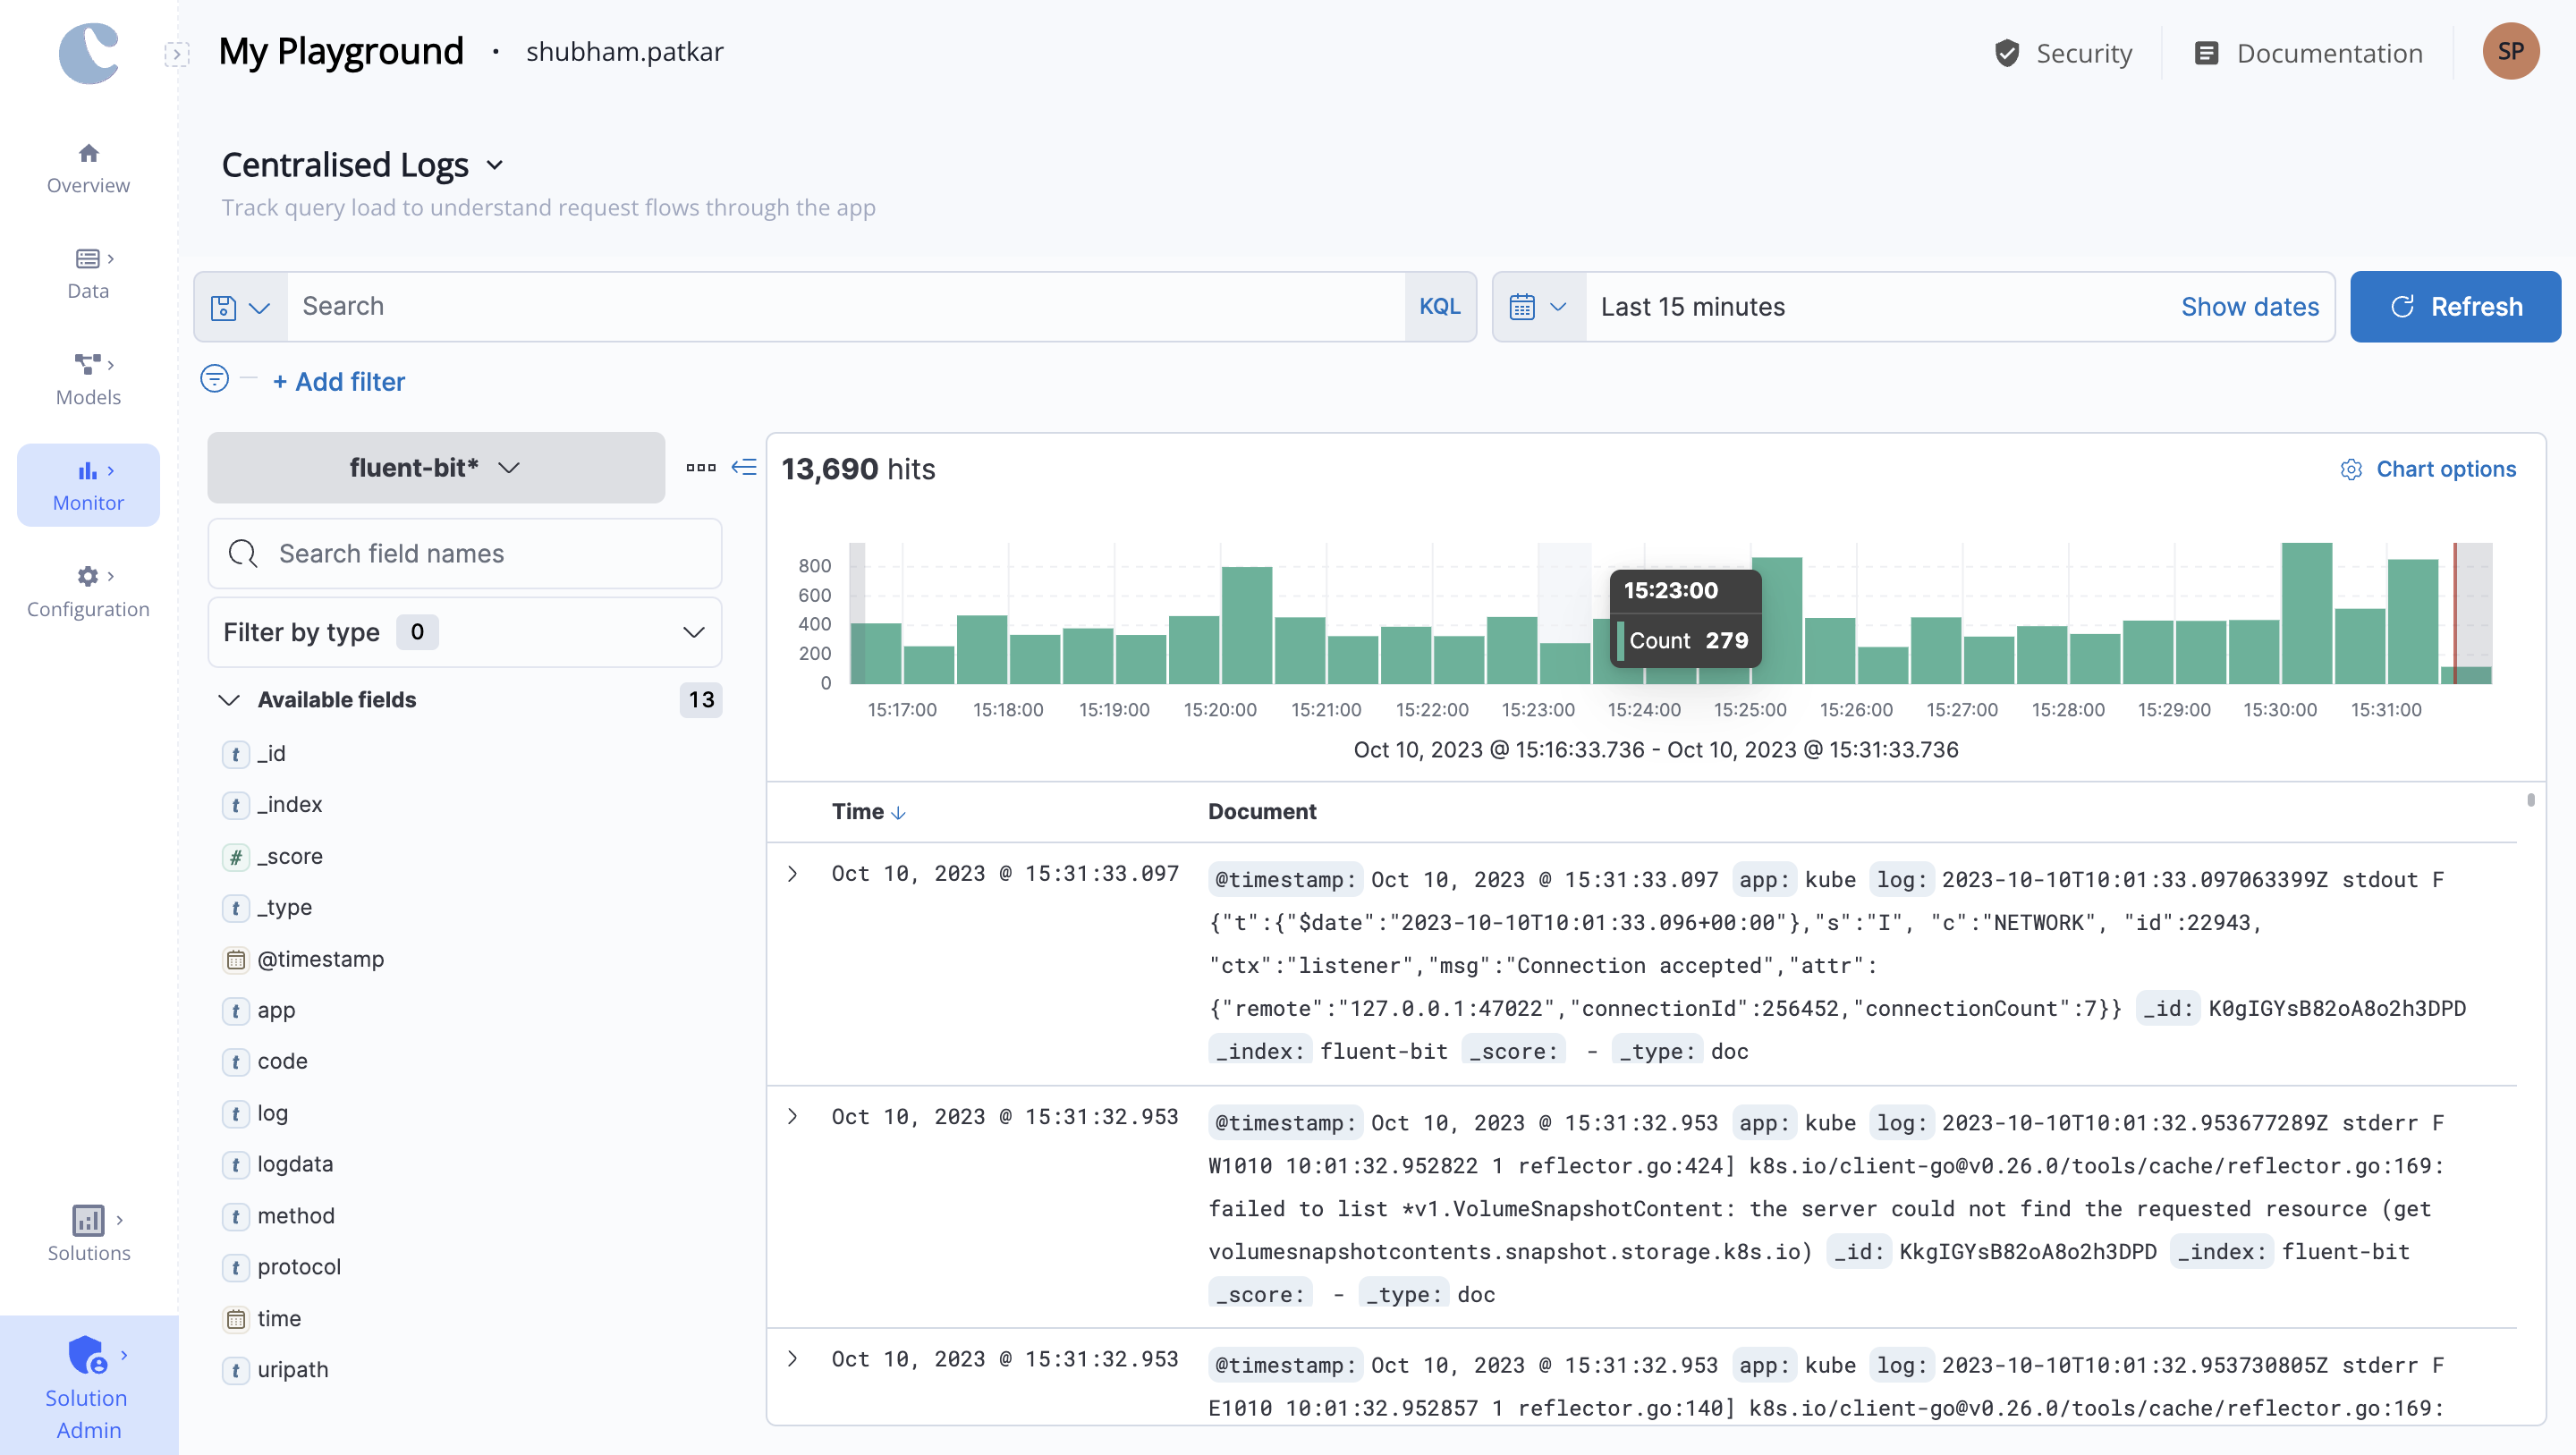 My Playground · shubham.patkar
Security
Documentation
SP
Overview
Data
Models
Monitor
Configuration
Solutions
Solution
Admin
Centralised Logs
Track query load to understand request flows through the app
Search
KQL
Last 15 minutes
Show dates
Refresh
+ Add filter
fluent-bit*
Search field names
Filter by type 0
Available fields 13
t _id
t _index
# _score
t _type
@timestamp
t app
t code
t log
t logdata
t method
t protocol
time
t uripath
13,690 hits
Chart options
800
600
400
200
0
15:23:00
Count 279
15:17:00 15:18:00 15:19:00 15:20:00 15:21:00 15:22:00 15:23:00 15:24:00 15:25:00 15:26:00 15:27:00 15:28:00 15:29:00 15:30:00 15:31:00
Oct 10, 2023 @ 15:16:33.736 - Oct 10, 2023 @ 15:31:33.736
Time Document
Oct 10, 2023 @ 15:31:33.097
@timestamp: Oct 10, 2023 @ 15:31:33.097 app: kube log: 2023-10-10T10:01:33.097063399Z stdout F
{"t":{"$date":"2023-10-10T10:01:33.096+00:00"},"s":"I", "c":"NETWORK", "id":22943,
"ctx":"listener","msg":"Connection accepted","attr":
{"remote":"127.0.0.1:47022","connectionId":256452,"connectionCount":7}} _id: K0gIGYsB82oA8o2h3DPD
_index: fluent-bit _score: - _type: doc
Oct 10, 2023 @ 15:31:32.953
@timestamp: Oct 10, 2023 @ 15:31:32.953 app: kube log: 2023-10-10T10:01:32.953677289Z stderr F
W1010 10:01:32.952822 1 reflector.go:424] k8s.io/client-go@v0.26.0/tools/cache/reflector.go:169:
failed to list *v1.VolumeSnapshotContent: the server could not find the requested resource (get
volumesnapshotcontents.snapshot.storage.k8s.io) _id: KkgIGYsB82oA8o2h3DPD _index: fluent-bit
_score: - _type: doc
Oct 10, 2023 @ 15:31:32.953
@timestamp: Oct 10, 2023 @ 15:31:32.953 app: kube log: 2023-10-10T10:01:32.953730805Z stderr F
E1010 10:01:32.952857 1 reflector.go:140] k8s.io/client-go@v0.26.0/tools/cache/reflector.go:169: